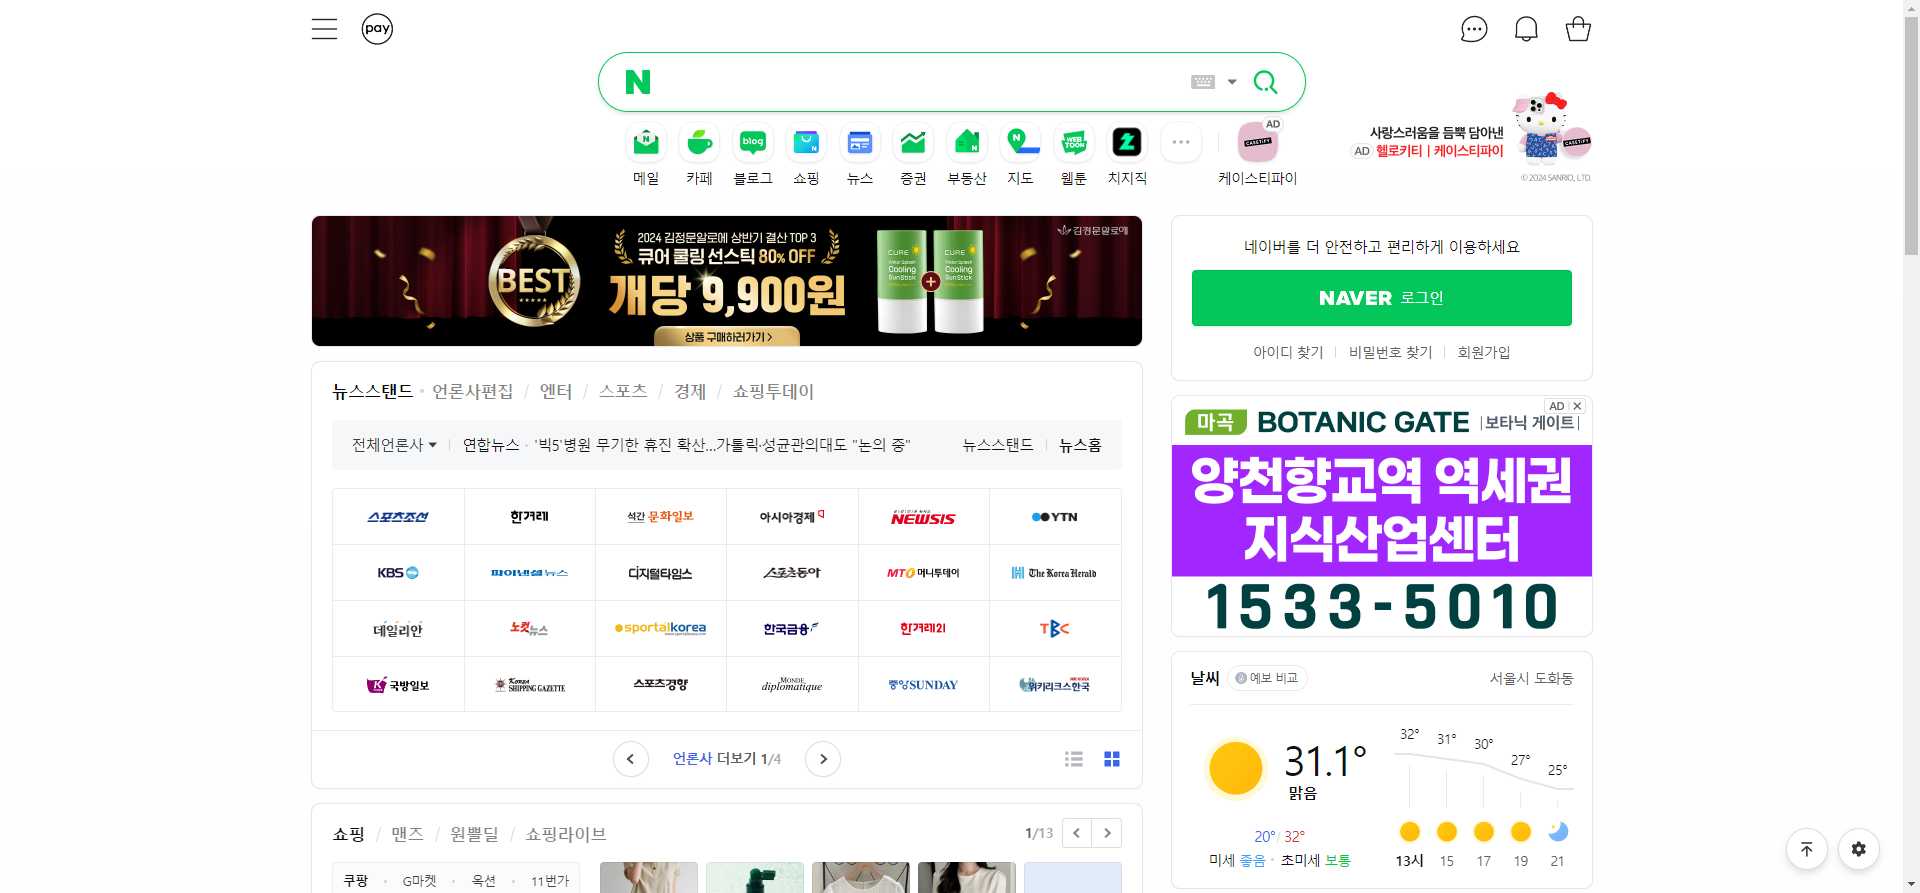 pay
N
메일 카페 블로그 쇼핑 뉴스 증권 부동산 지도 웹툰 치지직
blog
WEB TOON
CASETiFY
AD
케이스티파이
사랑스러움을 듬뿍 담아낸
AD 헬로키티 | 케이스티파이
CASETiFY
© 2024 SANRIO, LTD.
BEST
2024 김정문알로에 상반기 결산 TOP 3
큐어 쿨링 선스틱 80% OFF
개당 9,900원
상품 구매하러가기 >
CURE
Cooling
Sun Stick
CURE
Cooling
Sun Stick
김정문알로에
네이버를 더 안전하고 편리하게 이용하세요
NAVER 로그인
아이디 찾기 비밀번호 찾기 회원가입
뉴스스탠드 · 언론사편집 / 엔터 / 스포츠 / 경제 / 쇼핑투데이
전체언론사 연합뉴스 · '빅5'병원 무기한 휴진 확산...가톨릭·성균관의대도 "논의 중" 뉴스스탠드 뉴스홈
스포츠조선 한겨레 석간 문화일보 아시아경제 NEWSIS YTN
KBS 파이낸셜뉴스 디지털타임스 스포츠동아 MTO 머니투데이 The Korea Herald
데일리안 노컷뉴스 sportalkorea 한국금융 한겨레21 TBC
K 국방일보 KOREA SHIPPING GAZETTE 스포츠경향 MONDE diplomatique 중앙SUNDAY 위키리크스한국
언론사 더보기 1/4
AD X
마곡 BOTANIC GATE |보타닉 게이트|
양천향교역 역세권
지식산업센터
1533-5010
날씨 예보 비교 서울시 도화동
31.1°
맑음
20°/ 32°
미세 좋음 · 초미세 보통
32° 31° 30° 27° 25°
13시 15 17 19 21
쇼핑 / 맨즈 / 원쁠딜 / 쇼핑라이브
1/13
쿠팡 · G마켓 · 옥션 · 11번가